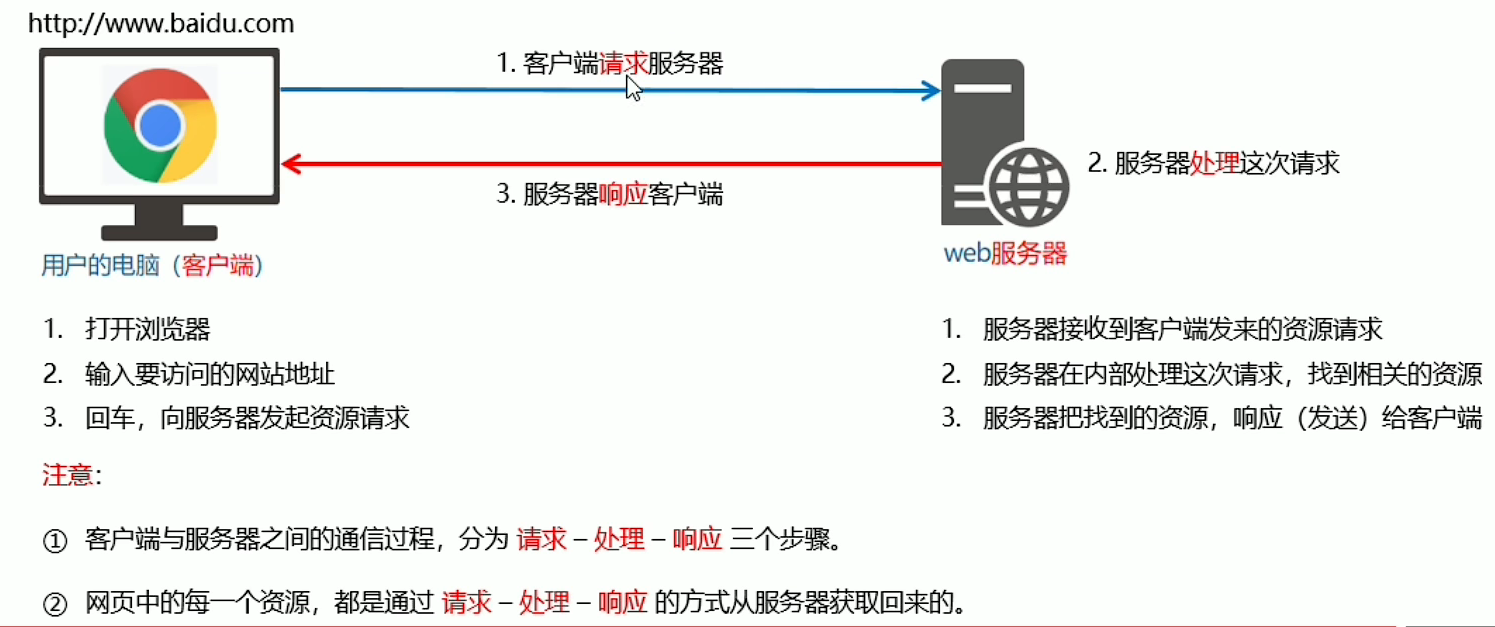 http://www.baidu.com
1. 客户端请求服务器
2. 服务器处理这次请求
3. 服务器响应客户端
用户的电脑（客户端）
web服务器
1. 打开浏览器
2. 输入要访问的网站地址
3. 回车，向服务器发起资源请求
1. 服务器接收到客户端发来的资源请求
2. 服务器在内部处理这次请求，找到相关的资源
3. 服务器把找到的资源，响应（发送）给客户端
注意：
① 客户端与服务器之间的通信过程，分为 请求 – 处理 – 响应 三个步骤。
② 网页中的每一个资源，都是通过 请求 – 处理 – 响应 的方式从服务器获取回来的。